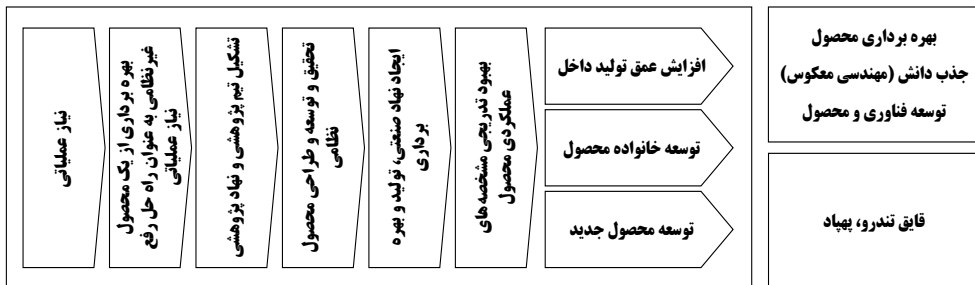 نیاز عملیاتی
بهره برداری از یک محصول
غیرنظامی به عنوان راه حل رفع
نیاز عملیاتی
تشکیل تیم پژوهشی و نهاد پژوهشی
تحقیق و توسعه و طراحی محصول
نظامی
ایجاد نهاد صنعتی، تولید و بهره
برداری
بهبود تدریجی مشخصه های
عملکردی محصول
افزایش عمق تولید داخل
توسعه خانواده محصول
توسعه محصول جدید
بهره برداری محصول
جذب دانش (مهندسی معکوس)
توسعه فناوری و محصول
قایق تندرو، پهپاد